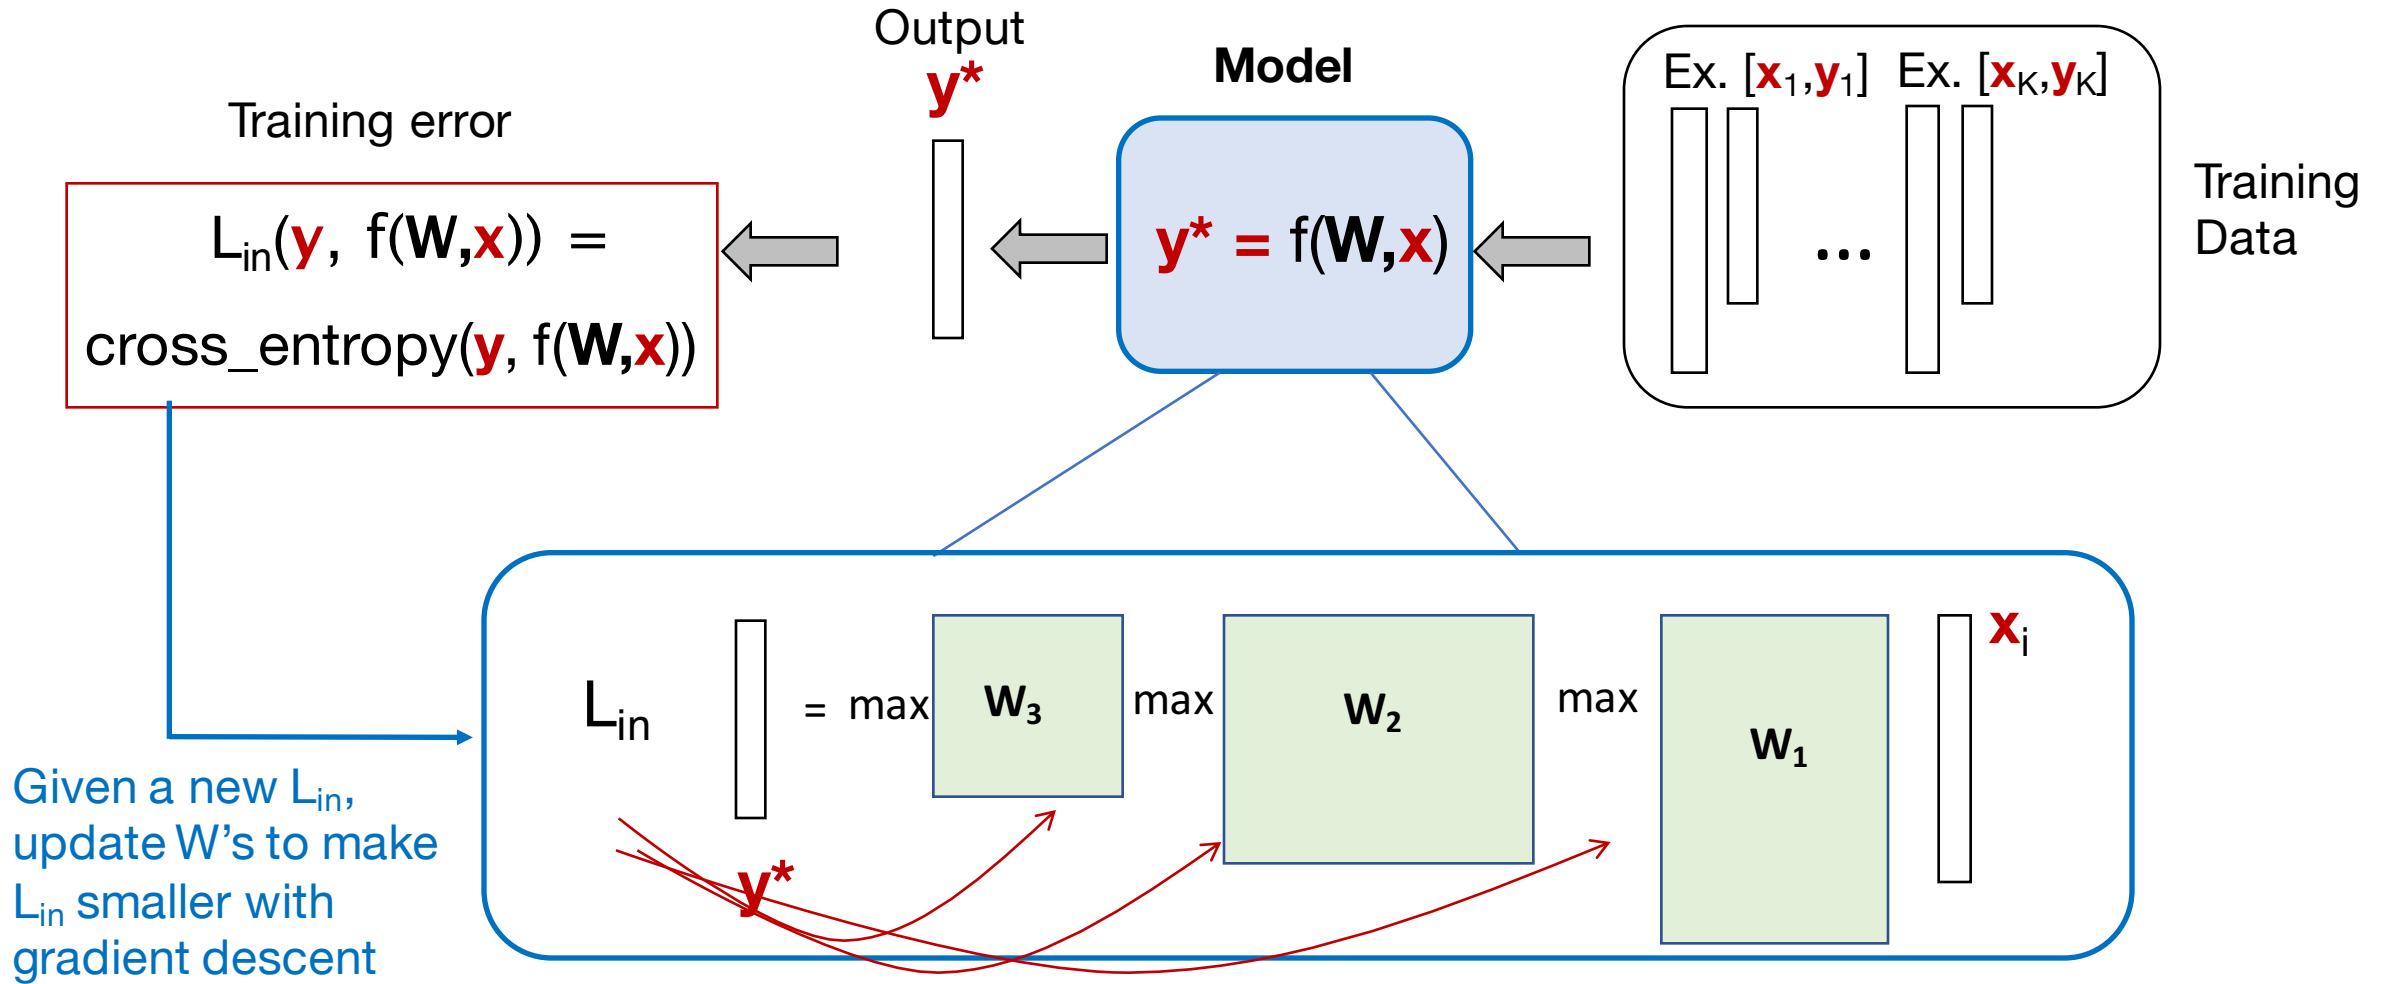 Output
y*
Model
Ex. [x1,y1] Ex. [xK,yK]
Training error
Training
Data
Lin(y, f(W,x)) =
cross_entropy(y, f(W,x))
y* = f(W,x)
...
Lin = max W3 max W2 max W1 xi
y*
Given a new Lin,
update W’s to make
Lin smaller with
gradient descent